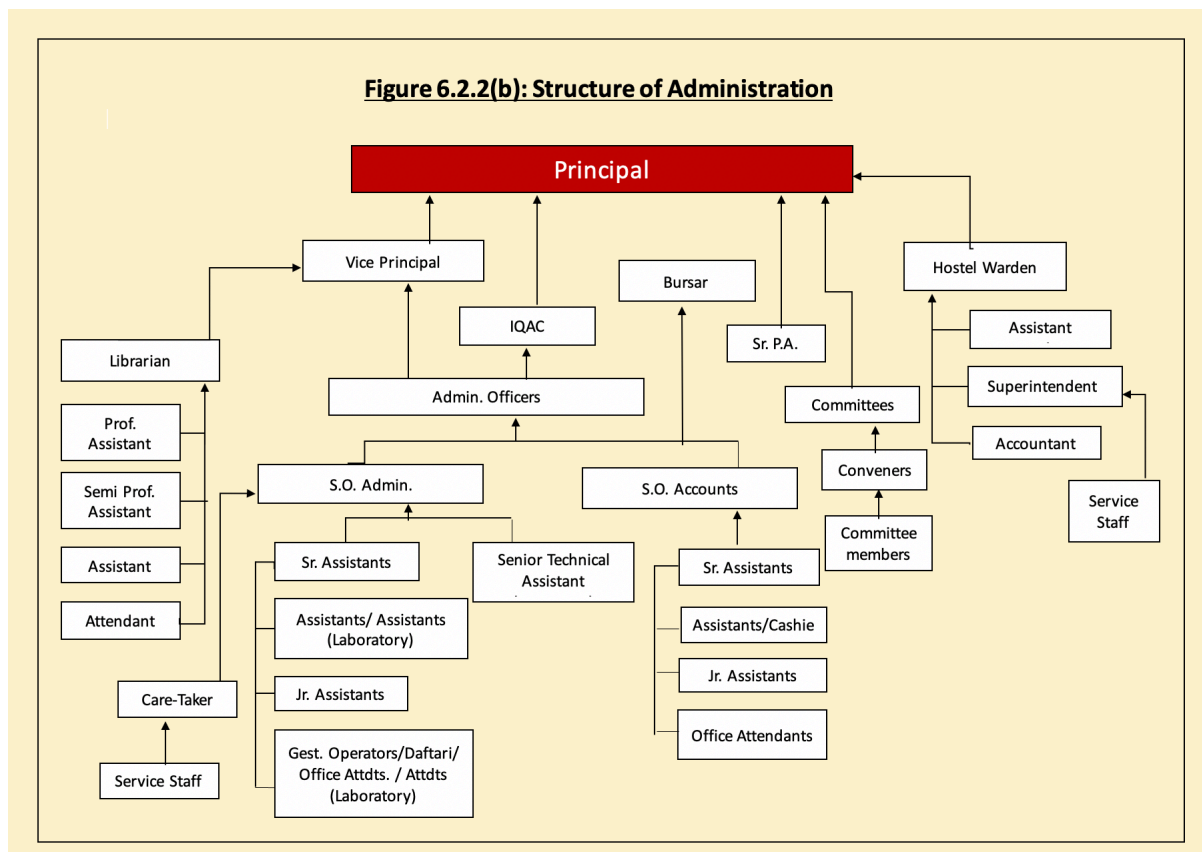 Figure 6.2.2(b): Structure of Administration
Principal
Vice Principal
Hostel Warden
Bursar
IQAC
Sr. P.A.
Assistant
Librarian
Admin. Officers
Superintendent
Committees
Prof.
Assistant
Accountant
Conveners
S.O. Admin.
S.O. Accounts
Semi Prof.
Assistant
Service
Staff
Committee
members
Sr. Assistants
Senior Technical
Assistant
Sr. Assistants
Assistant
Attendant
Assistants/ Assistants
(Laboratory)
Assistants/Cashie
Jr. Assistants
Jr. Assistants
Care-Taker
Office Attendants
Gest. Operators/Daftari/
Office Attdts. / Attdts
(Laboratory)
Service Staff